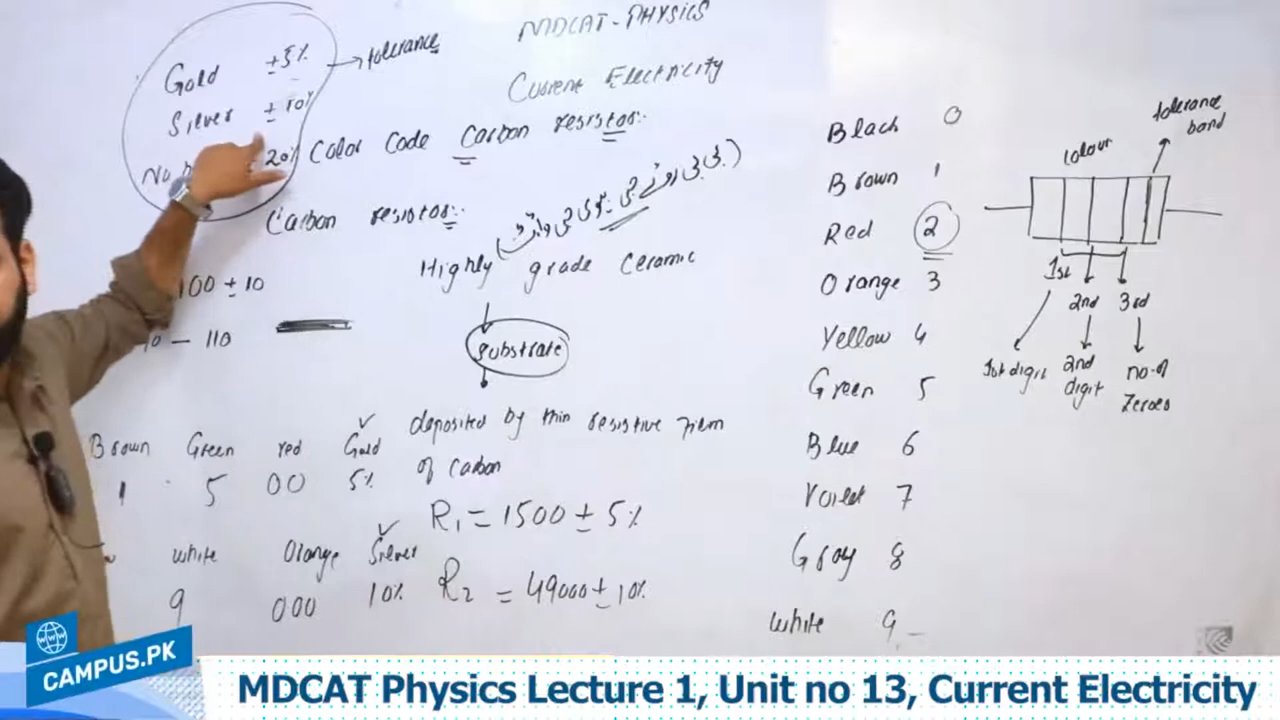 MDCAT-PHYSICS
Current Electricity
Gold ±5%
Silver ± 10%
→ tolerance
20%
Color Code Carbon resistor:-
Carbon resistor:-
Highly grade ceramic
substrate
deposited by thin resistive film
of carbon
100 ± 10
— 110
Brown Green red Gold
1 5 00 5%
R1 = 1500 ± 5%
white Orange Silver
9 000 10%
R2 = 49000 ± 10%
Black 0
Brown 1
Red 2
Orange 3
Yellow 4
Green 5
Blue 6
Voilet 7
Gray 8
white 9
colour
tolerance
band
1st 2nd 3rd
1st digit
2nd
digit
no. of
zeroes
CAMPUS.PK
MDCAT Physics Lecture 1, Unit no 13, Current Electricity